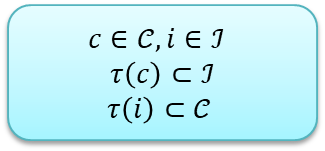 𝑐 ∈ 𝒞, 𝑖 ∈ ℐ
𝜏(𝑐) ⊂ ℐ
𝜏(𝑖) ⊂ 𝒞